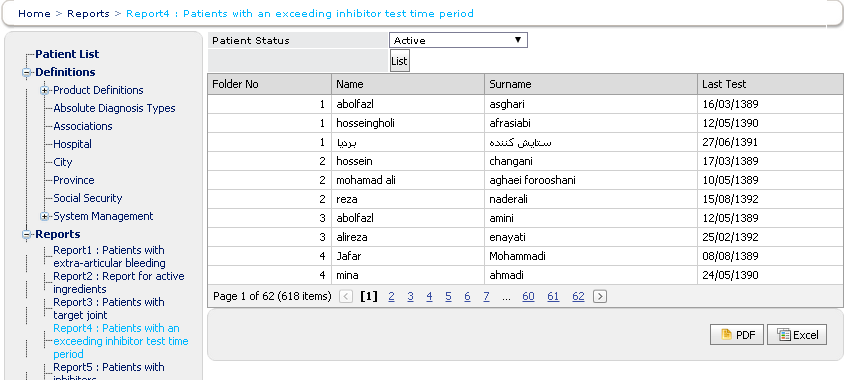 Home > Reports > Report4 : Patients with an exceeding inhibitor test time period
Patient List
Definitions
Product Definitions
Absolute Diagnosis Types
Associations
Hospital
City
Province
Social Security
System Management
Reports
Report1 : Patients with
extra-articular bleeding
Report2 : Report for active
ingredients
Report3 : Patients with
target joint
Report4 : Patients with an
exceeding inhibitor test time
period
Report5 : Patients with
inhibitors
Patient Status Active
List
Folder No Name Surname Last Test
1 abolfazl asghari 16/03/1389
1 hosseingholi afrasiabi 12/05/1390
1 بردیا ستایش کننده 27/06/1391
2 hossein changani 17/03/1389
2 mohamad ali aghaei forooshani 10/05/1389
2 reza naderali 15/08/1392
3 abolfazl amini 12/05/1389
3 alireza enayati 25/02/1392
4 Jafar Mohammadi 08/08/1389
4 mina ahmadi 24/05/1390
Page 1 of 62 (618 items) < [1] 2 3 4 5 6 7 ... 60 61 62 >
PDF Excel